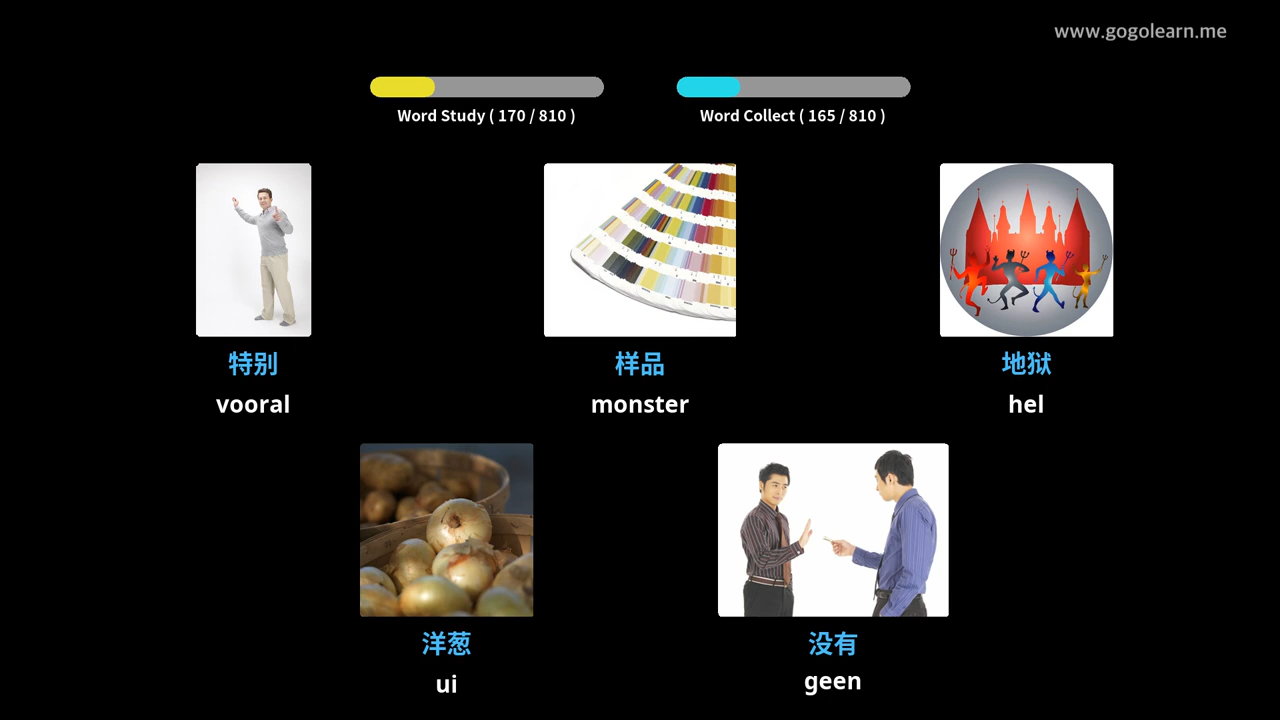 www.gogolearn.me
Word Study ( 170 / 810 )
Word Collect ( 165 / 810 )
特别
样品
地狱
vooral
monster
hel
洋葱
没有
ui
geen